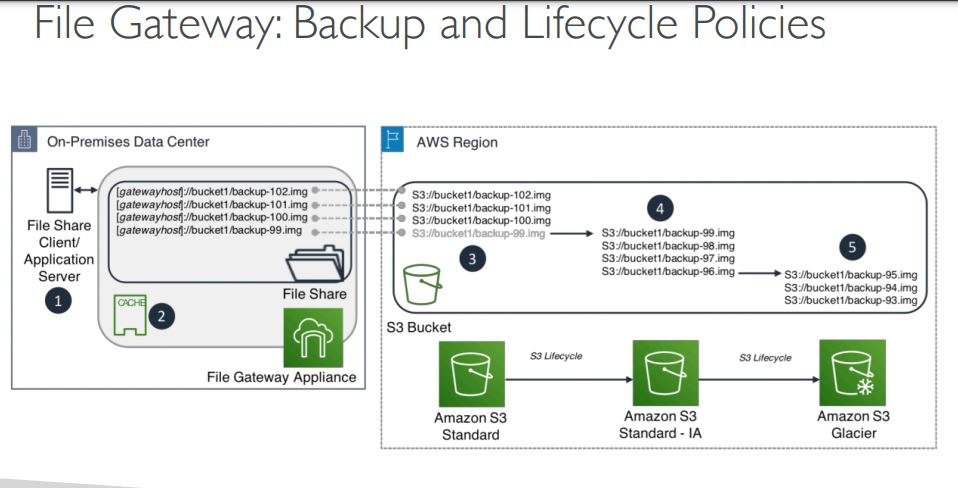 File Gateway: Backup and Lifecycle Policies
On-Premises Data Center
File Share
Client/
Application
Server
1
[gatewayhost]://bucket1/backup-102.img
[gatewayhost]://bucket1/backup-101.img
[gatewayhost]://bucket1/backup-100.img
[gatewayhost]://bucket1/backup-99.img
File Share
CACHE
2
File Gateway Appliance
AWS Region
S3://bucket1/backup-102.img
S3://bucket1/backup-101.img
S3://bucket1/backup-100.img
S3://bucket1/backup-99.img
3
4
S3://bucket1/backup-99.img
S3://bucket1/backup-98.img
S3://bucket1/backup-97.img
S3://bucket1/backup-96.img
5
S3://bucket1/backup-95.img
S3://bucket1/backup-94.img
S3://bucket1/backup-93.img
S3 Bucket
S3 Lifecycle
S3 Lifecycle
Amazon S3
Standard
Amazon S3
Standard - IA
Amazon S3
Glacier